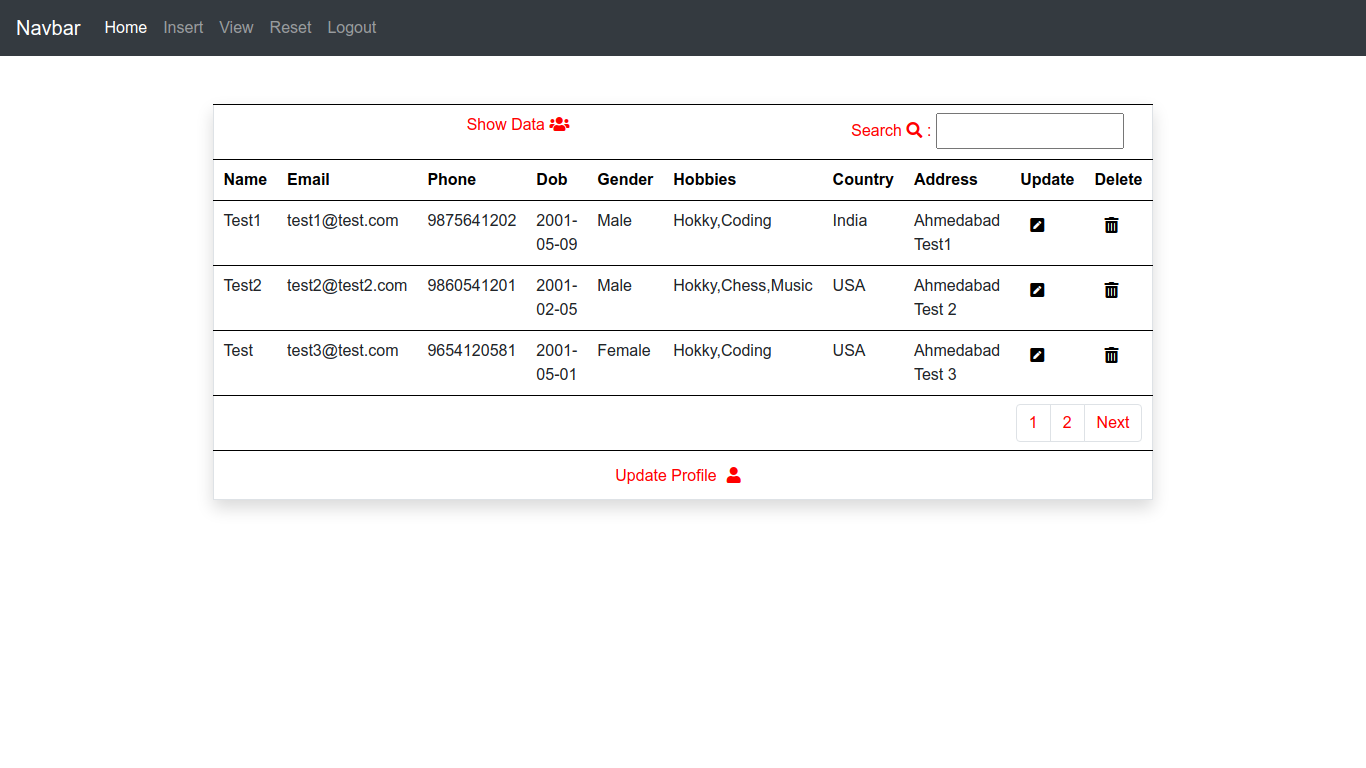 Navbar Home Insert View Reset Logout
Show Data Search :
Name Email Phone Dob Gender Hobbies Country Address Update Delete
Test1 test1@test.com 9875641202 2001- Male Hokky,Coding India Ahmedabad
05-09 Test1
Test2 test2@test2.com 9860541201 2001- Male Hokky,Chess,Music USA Ahmedabad
02-05 Test 2
Test test3@test.com 9654120581 2001- Female Hokky,Coding USA Ahmedabad
05-01 Test 3
1 2 Next
Update Profile